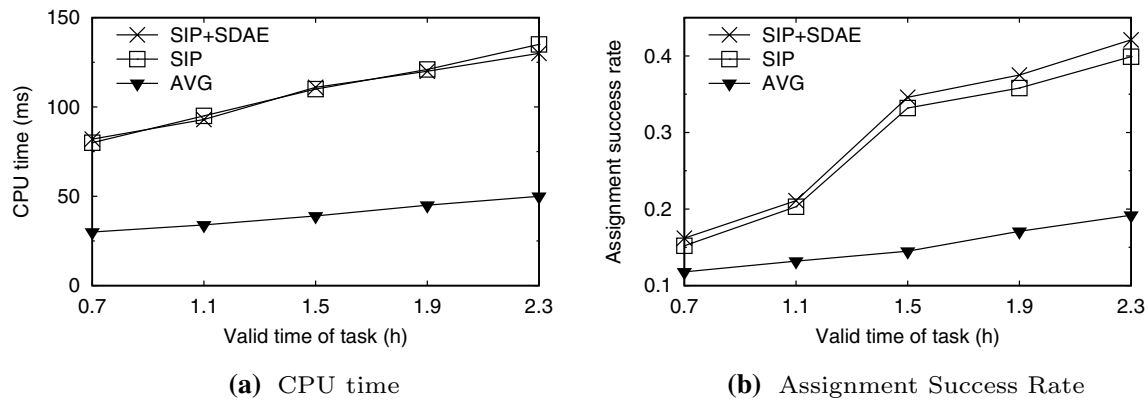 150
100
50
0
CPU time (ms)
SIP+SDAE
SIP
AVG
0.7 1.1 1.5 1.9 2.3
Valid time of task (h)
(a) CPU time
0.4
0.3
0.2
0.1
Assignment success rate
SIP+SDAE
SIP
AVG
0.7 1.1 1.5 1.9 2.3
Valid time of task (h)
(b) Assignment Success Rate